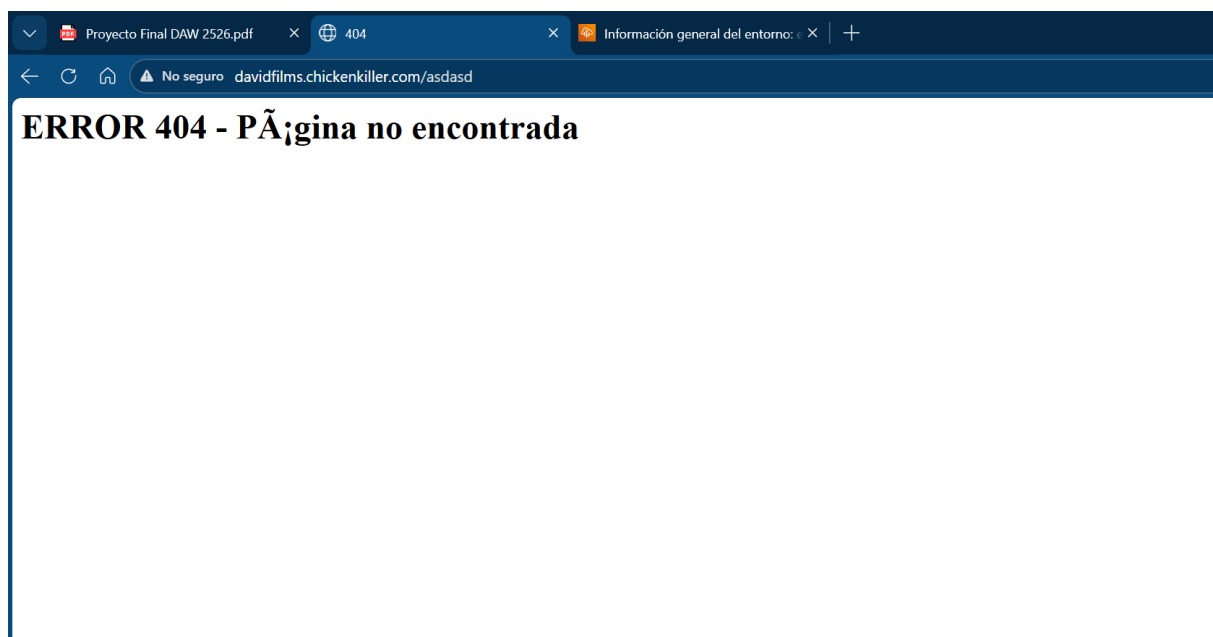 Proyecto Final DAW 2526.pdf
404
Información general del entorno: e
No seguro davidfilms.chickenkiller.com/asdasd
ERROR 404 - PÃ¡gina no encontrada